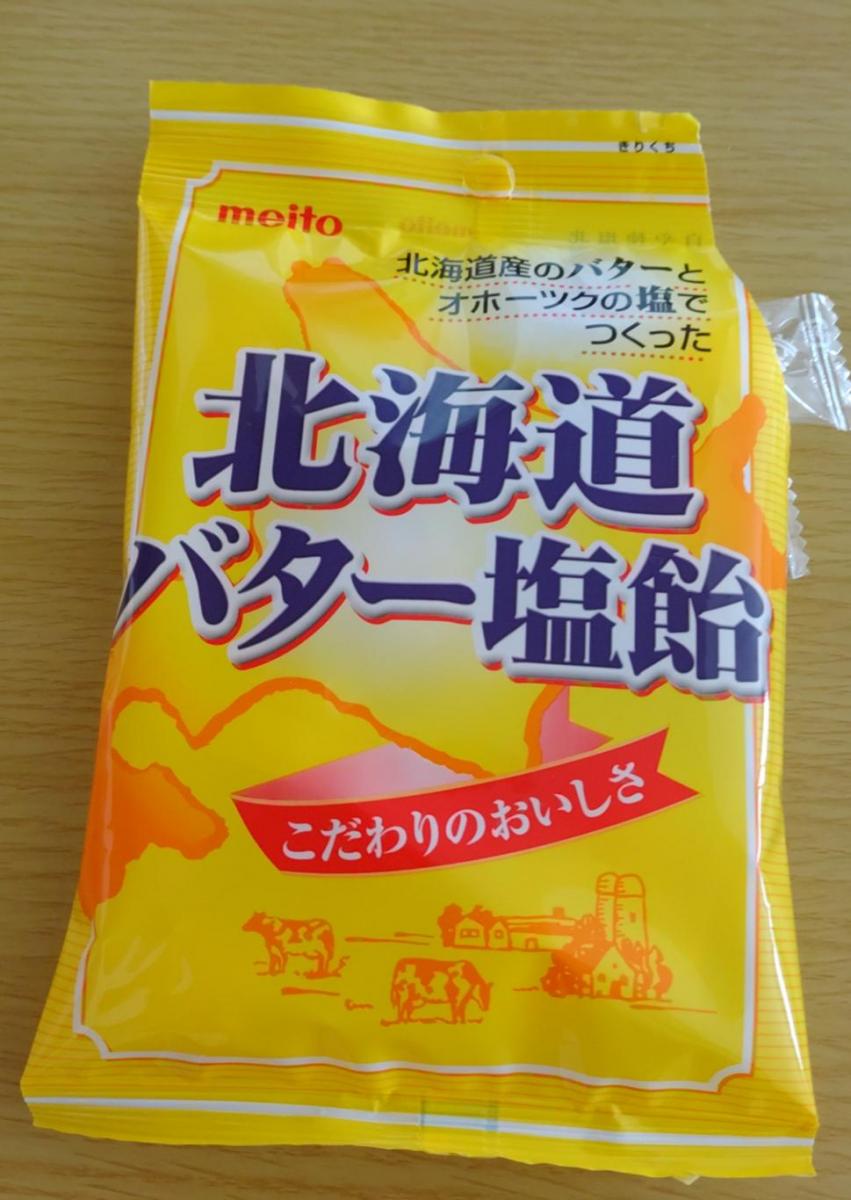 きりくち
meito
北海道産のバターと
オホーツクの塩で
つくった
北海道
バター塩飴
こだわりのおいしさ